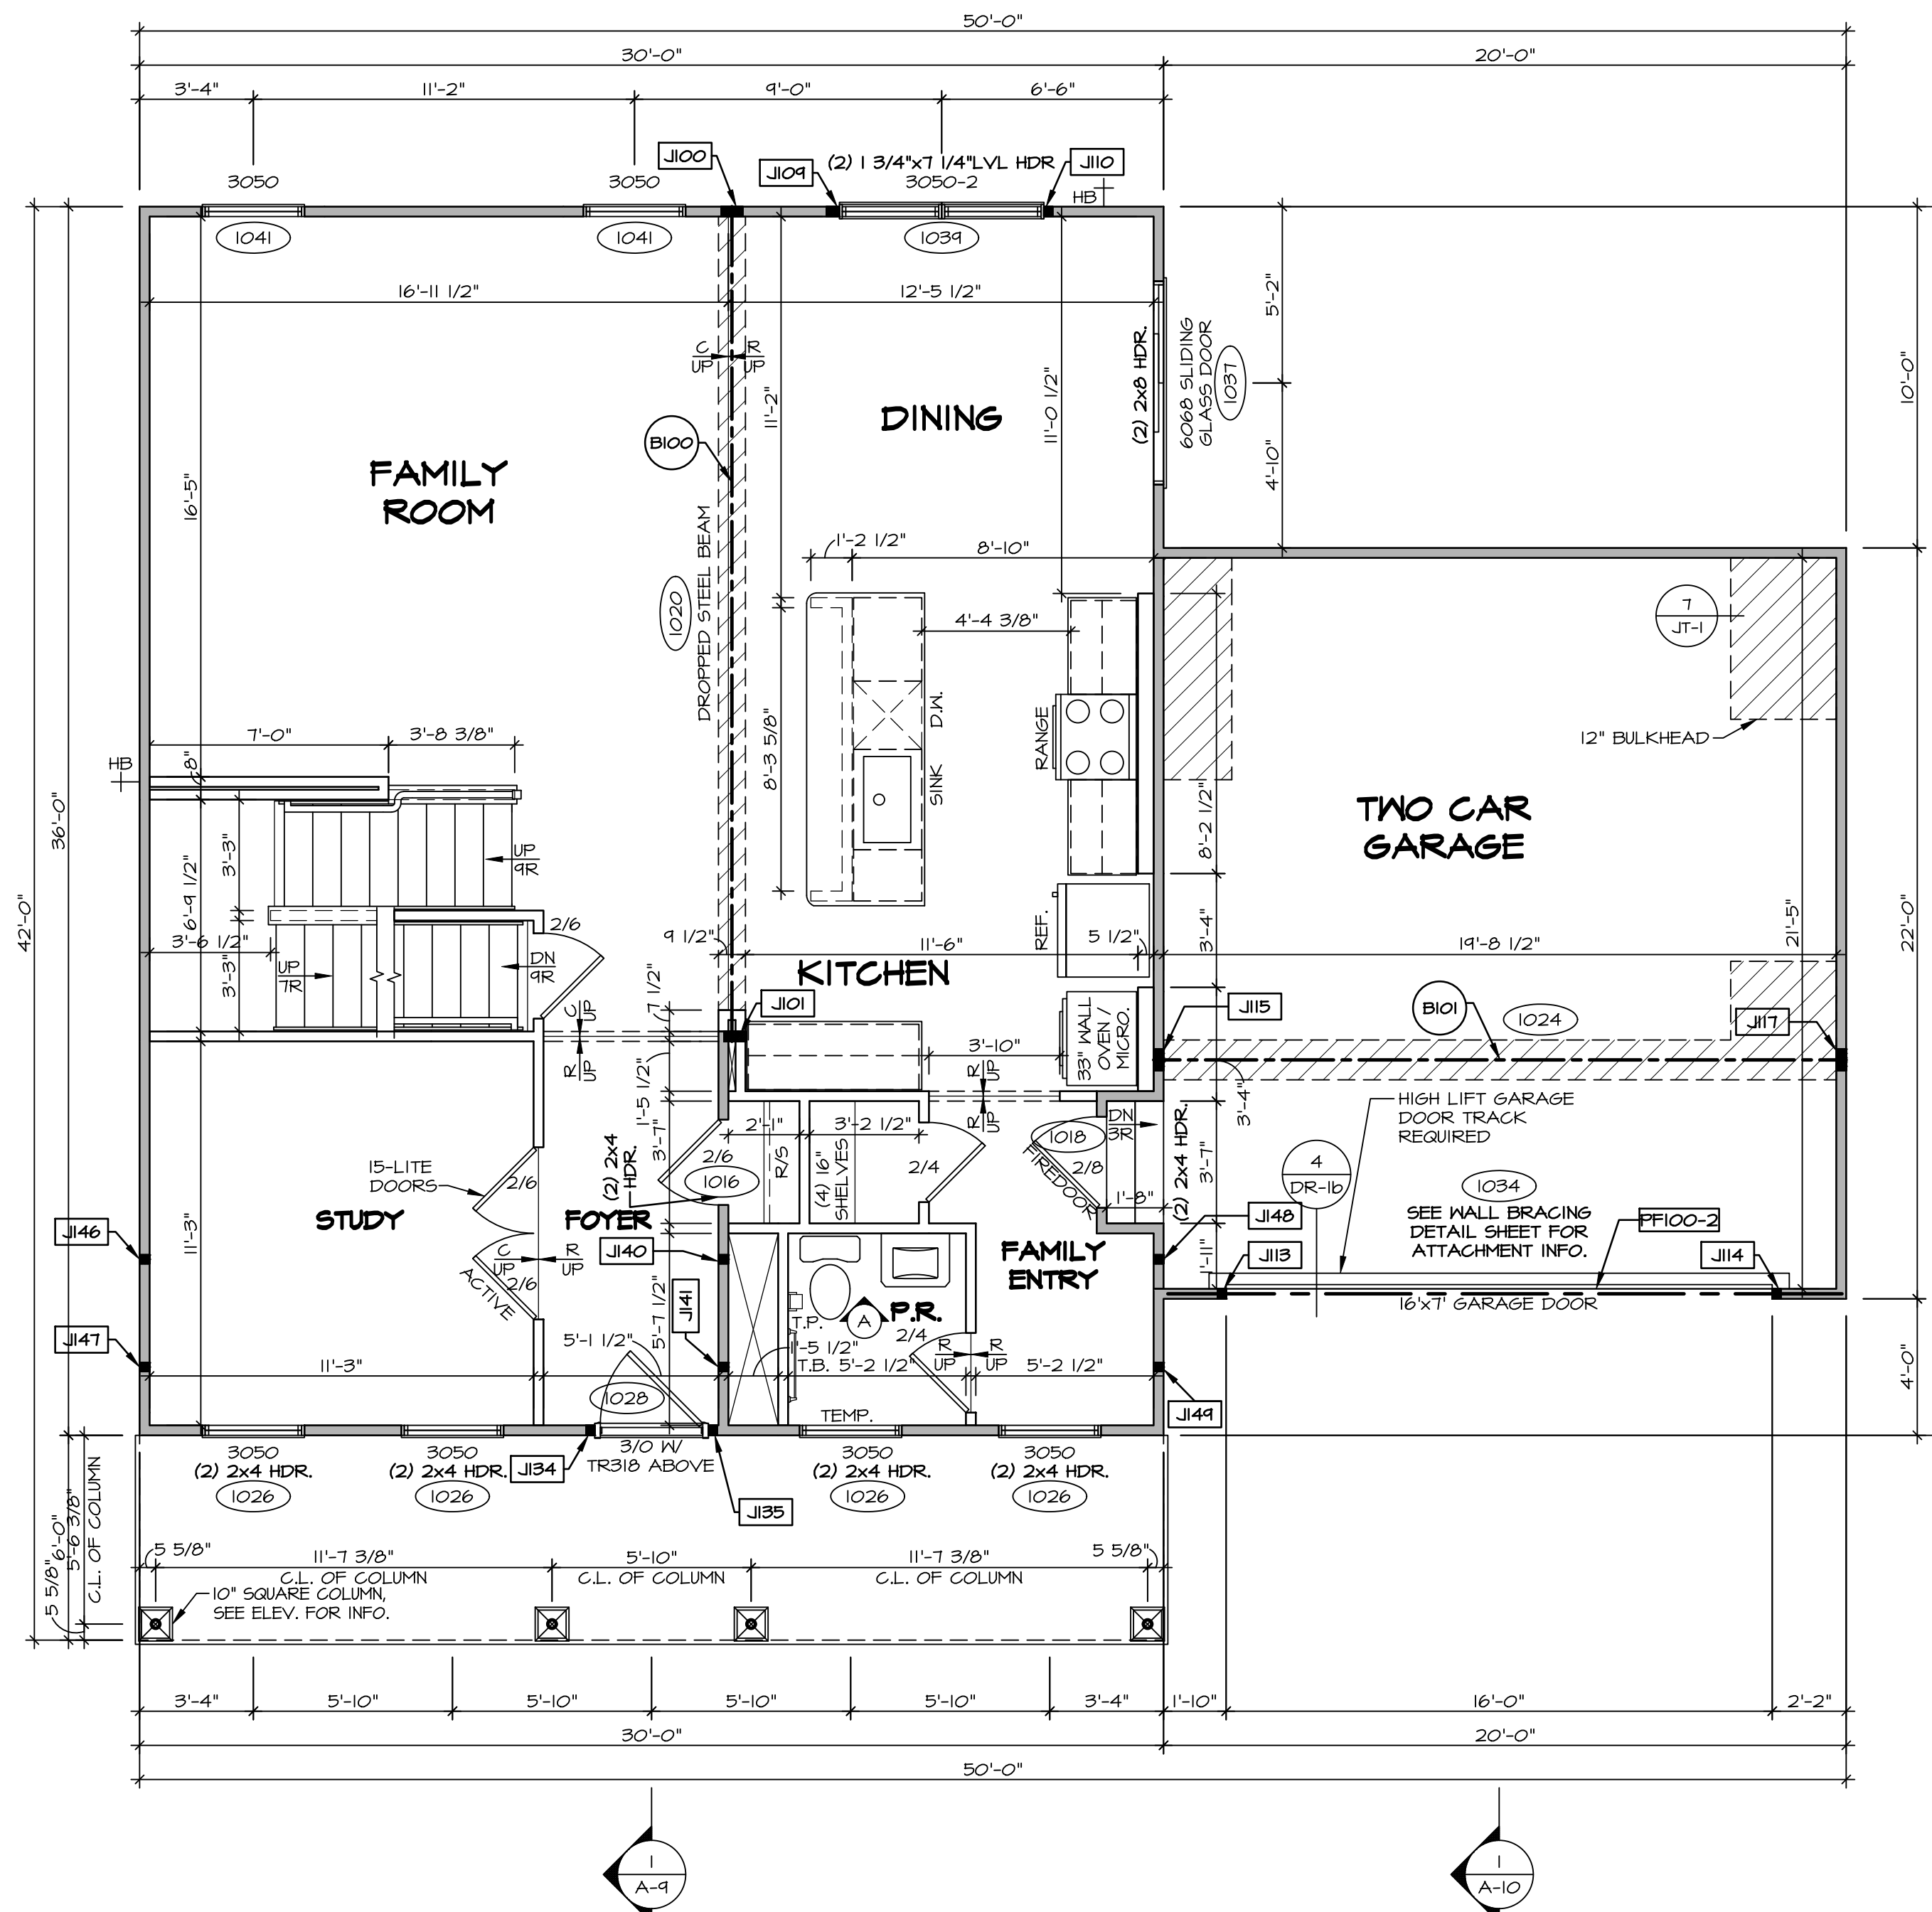 50'-0"
30'-0"
20'-0"
3'-4"
11'-2"
9'-0"
6'-6"
J100
J109
(2) 1 3/4"x7 1/4"LVL HDR
J110
3050
3050
3050-2
HB
1041
1041
1039
16'-11 1/2"
12'-5 1/2"
5'-2"
C
UP
R
UP
11'-2"
11'-0 1/2"
(2) 2x8 HDR.
6068 SLIDING
GLASS DOOR
1037
10'-0"
DINING
B100
4'-10"
FAMILY
ROOM
16'-5"
DROPPED STEEL BEAM
1020
1'-2 1/2"
8'-10"
4'-4 3/8"
7
JT-1
D.W.
RANGE
12" BULKHEAD
7'-0"
3'-8 3/8"
HB
8"
8'-3 5/8"
SINK
TWO CAR
GARAGE
36'-0"
42'-0"
3'-3"
6'-9 1/2"
UP
9R
8'-2 1/2"
22'-0"
2/6
3'-6 1/2"
9 1/2"
11'-6"
REF.
5 1/2"
3'-4"
19'-8 1/2"
21'-5"
3'-3"
UP
7R
DN
9R
KITCHEN
7 1/2"
C
UP
R
UP
J101
33" WALL
OVEN /
MICRO.
J115
B101
1024
J117
3'-10"
R
UP
R
UP
1'-5 1/2"
3'-4"
HIGH LIFT GARAGE
DOOR TRACK
REQUIRED
2'-1"
3'-2 1/2"
1018
DN
3R
(2) 2x4 HDR.
3'-7"
15-LITE
DOORS
2/6
(2) 2x4
HDR.
3'-7"
2/6
1016
R/S
(4) 16"
SHELVES
2/4
FIREDOOR
2/8
1'-8"
4
DR-1b
1034
SEE WALL BRACING
DETAIL SHEET FOR
ATTACHMENT INFO.
STUDY
FOYER
11'-3"
J146
J140
J148
PF100-2
J113
J114
1'-11"
C
UP
R
UP
2/6
ACTIVE
FAMILY
ENTRY
16'x7' GARAGE DOOR
J141
5'-7 1/2"
P.R.
T.P.
A
J147
5'-1 1/2"
1'-5 1/2"
2/4
R
UP
R
UP
11'-3"
T.B.
5'-2 1/2"
5'-2 1/2"
4'-0"
1028
TEMP.
J149
3050
(2) 2x4 HDR.
1026
3050
(2) 2x4 HDR.
1026
J134
3/0 W/
TR318 ABOVE
J135
3050
(2) 2x4 HDR.
1026
3050
(2) 2x4 HDR.
1026
6'-0"
5'-6 3/8"
C.L. OF COLUMN
5 5/8"
5 5/8"
11'-7 3/8"
C.L. OF COLUMN
5'-10"
C.L. OF COLUMN
11'-7 3/8"
C.L. OF COLUMN
5 5/8"
10" SQUARE COLUMN,
SEE ELEV. FOR INFO.
3'-4"
5'-10"
5'-10"
5'-10"
5'-10"
3'-4"
1'-10"
16'-0"
2'-2"
30'-0"
20'-0"
50'-0"
1
A-9
1
A-10